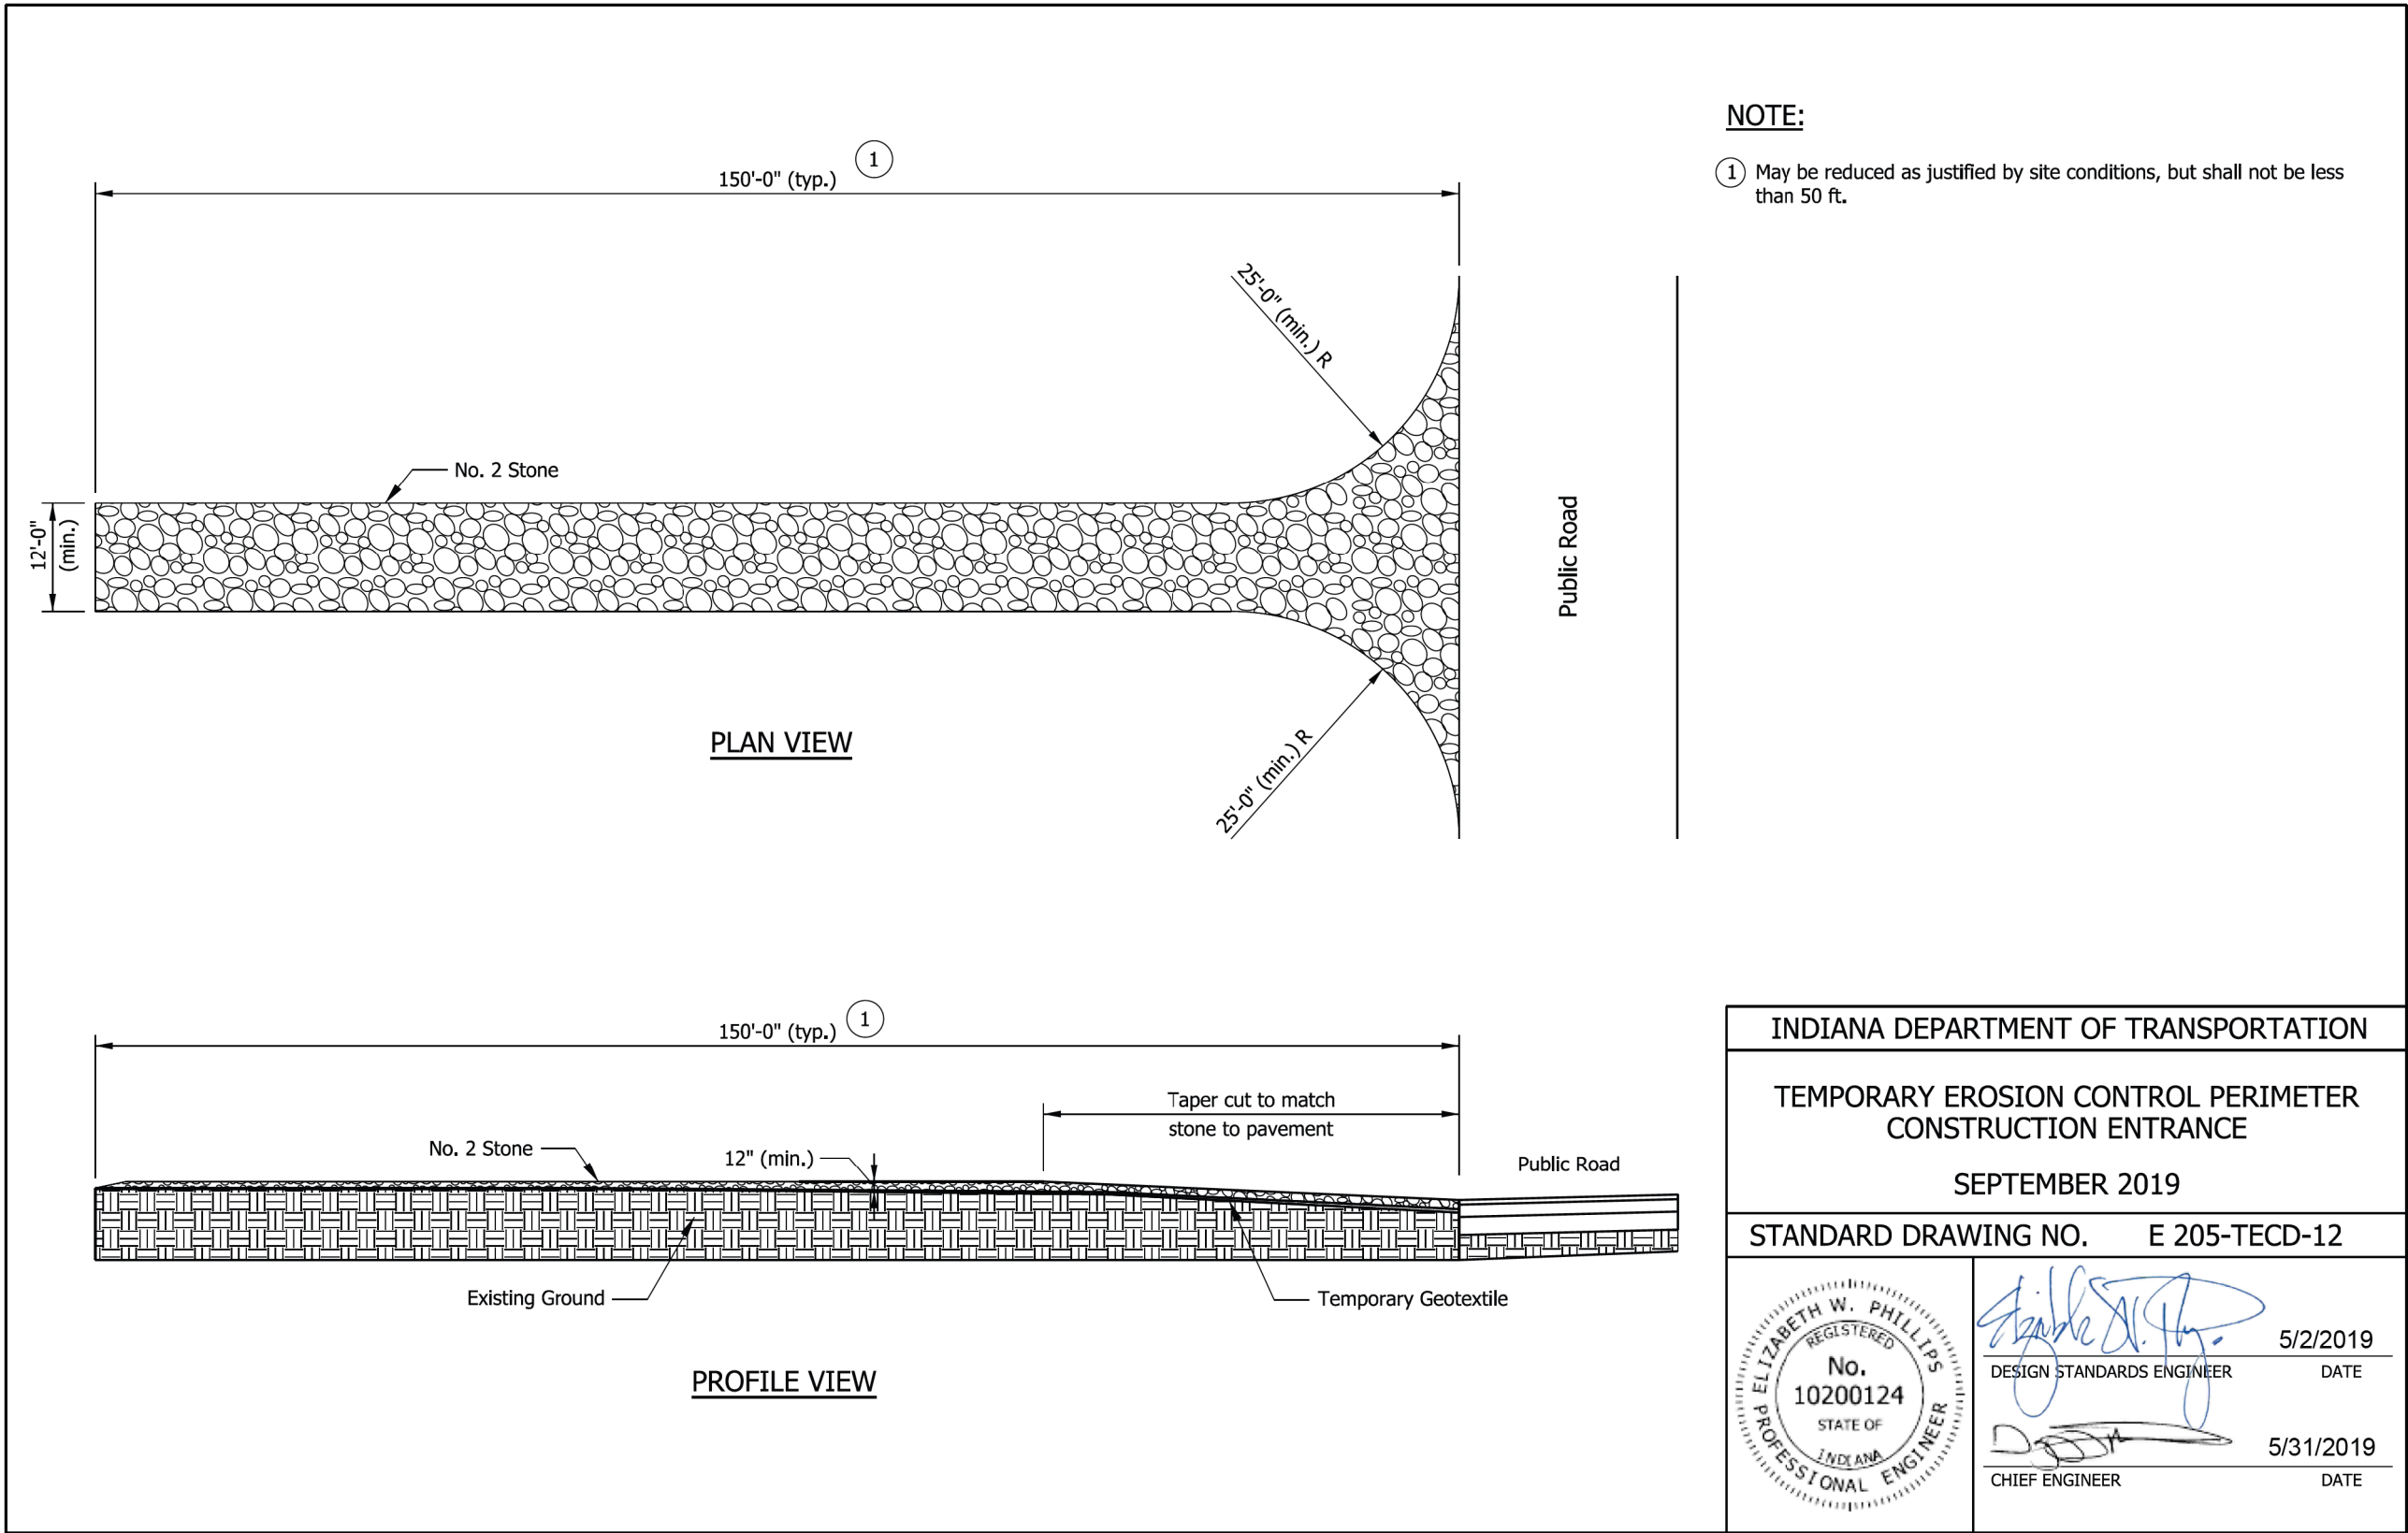 NOTE:
1 May be reduced as justified by site conditions, but shall not be less
than 50 ft.
150'-0" (typ.) 1
25'-0" (min.) R
No. 2 Stone
12'-0"
(min.)
Public Road
25'-0" (min.) R
PLAN VIEW
150'-0" (typ.) 1
Taper cut to match
stone to pavement
No. 2 Stone
12" (min.)
Public Road
Existing Ground
Temporary Geotextile
PROFILE VIEW
INDIANA DEPARTMENT OF TRANSPORTATION
TEMPORARY EROSION CONTROL PERIMETER
CONSTRUCTION ENTRANCE
SEPTEMBER 2019
STANDARD DRAWING NO. E 205-TECD-12
ELIZABETH W. PHILLIPS
REGISTERED
No.
10200124
STATE OF
INDIANA
PROFESSIONAL ENGINEER
5/2/2019
DESIGN STANDARDS ENGINEER DATE
5/31/2019
CHIEF ENGINEER DATE